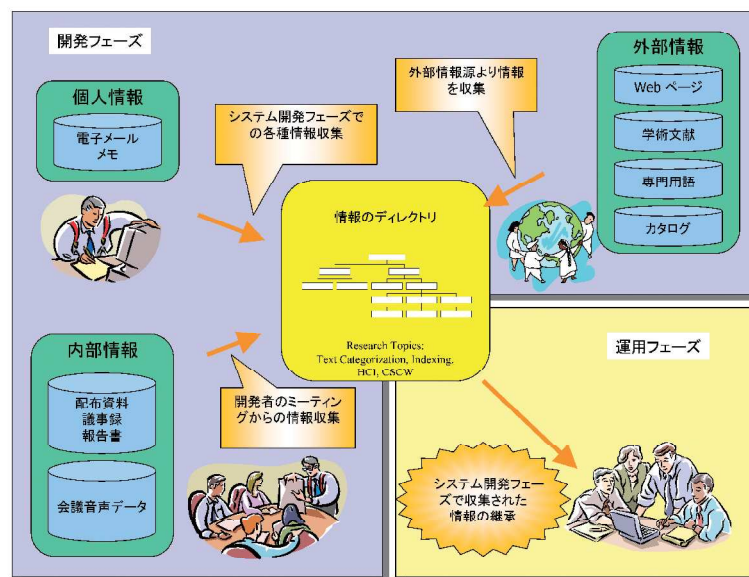 開発フェーズ
個人情報
電子メール
メモ
システム開発フェーズで
の各種情報収集
外部情報源より情報
を収集
外部情報
Web ページ
学術文献
専門用語
カタログ
情報のディレクトリ
Research Topics:
Text Categorization, Indexing,
HCI, CSCW
内部情報
配布資料
議事録
報告書
会議音声データ
開発者のミーティン
グからの情報収集
運用フェーズ
システム開発フェー
ズで収集された
情報の継承